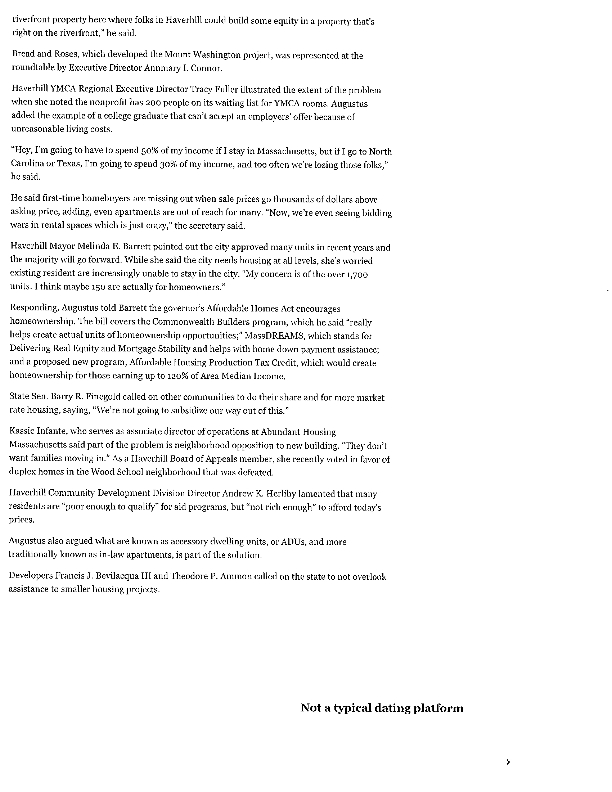 riverfront property here where folks in Haverhill could build some equity in a property that's
right on the riverfront," he said.
Bread and Roses, which developed the Mount Washington project, was represented at the
roundtable by Executive Director Annmary I. Connor.
Haverhill YMCA Regional Executive Director Tracy Fuller illustrated the extent of the problem
when she noted the nonprofit has 200 people on its waiting list for YMCA rooms. Augustus
added the example of a college graduate that can't accept an employers' offer because of
unreasonable living costs.
"Hey, I'm going to have to spend 50% of my income if I stay in Massachusetts, but if I go to North
Carolina or Texas, I'm going to spend 30% of my income, and too often we're losing those folks,"
he said.
He said first-time homebuyers are missing out when sale prices go thousands of dollars above
asking price, adding, even apartments are out of reach for many. "Now, we're even seeing bidding
wars in rental spaces which is just crazy," the secretary said.
Haverhill Mayor Melinda E. Barrett pointed out the city approved many units in recent years and
the majority will go forward. While she said the city needs housing at all levels, she's worried
existing resident are increasingly unable to stay in the city. "My concern is of the over 1,700
units, I think maybe 150 are actually for homeowners."
Responding, Augustus told Barrett the governor's Affordable Homes Act encourages
homeownership. The bill covers the Commonwealth Builders program, which he said "really
helps create actual units of homeownership opportunities;" MassDREAMS, which stands for
Delivering Real Equity and Mortgage Stability and helps with home down payment assistance;
and a proposed new program, Affordable Housing Production Tax Credit, which would create
homeownership for those earning up to 120% of Area Median Income.
State Sen. Barry R. Finegold called on other communities to do their share and for more market
rate housing, saying, "We're not going to subsidize our way out of this."
Kassie Infante, who serves as associate director of operations at Abundant Housing
Massachusetts said part of the problem is neighborhood opposition to new building. "They don't
want families moving in." As a Haverhill Board of Appeals member, she recently voted in favor of
duplex homes in the Wood School neighborhood that was defeated.
Haverhill Community Development Division Director Andrew K. Herlihy lamented that many
residents are "poor enough to qualify" for aid programs, but "not rich enough" to afford today's
prices.
Augustus also argued what are known as accessory dwelling units, or ADUs, and more
traditionally known as in-law apartments, is part of the solution.
Developers Francis J. Bevilacqua III and Theodore P. Ammon called on the state to not overlook
assistance to smaller housing projects.
Not a typical dating platform
›